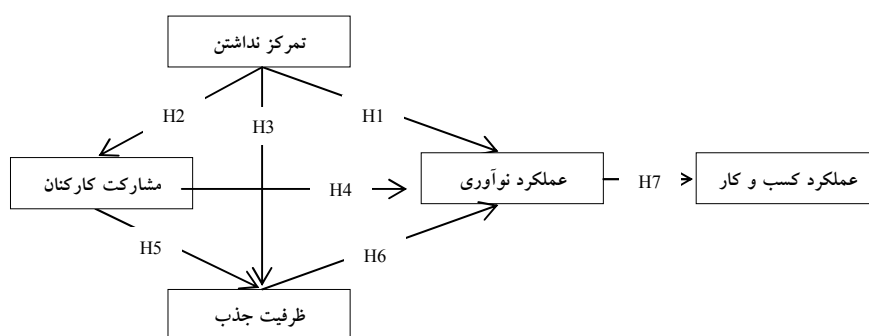 تمرکز نداشتن
H2
H3
H1
مشارکت کارکنان
H4
عملکرد نوآوری
H7
عملکرد کسب و کار
H5
H6
ظرفیت جذب